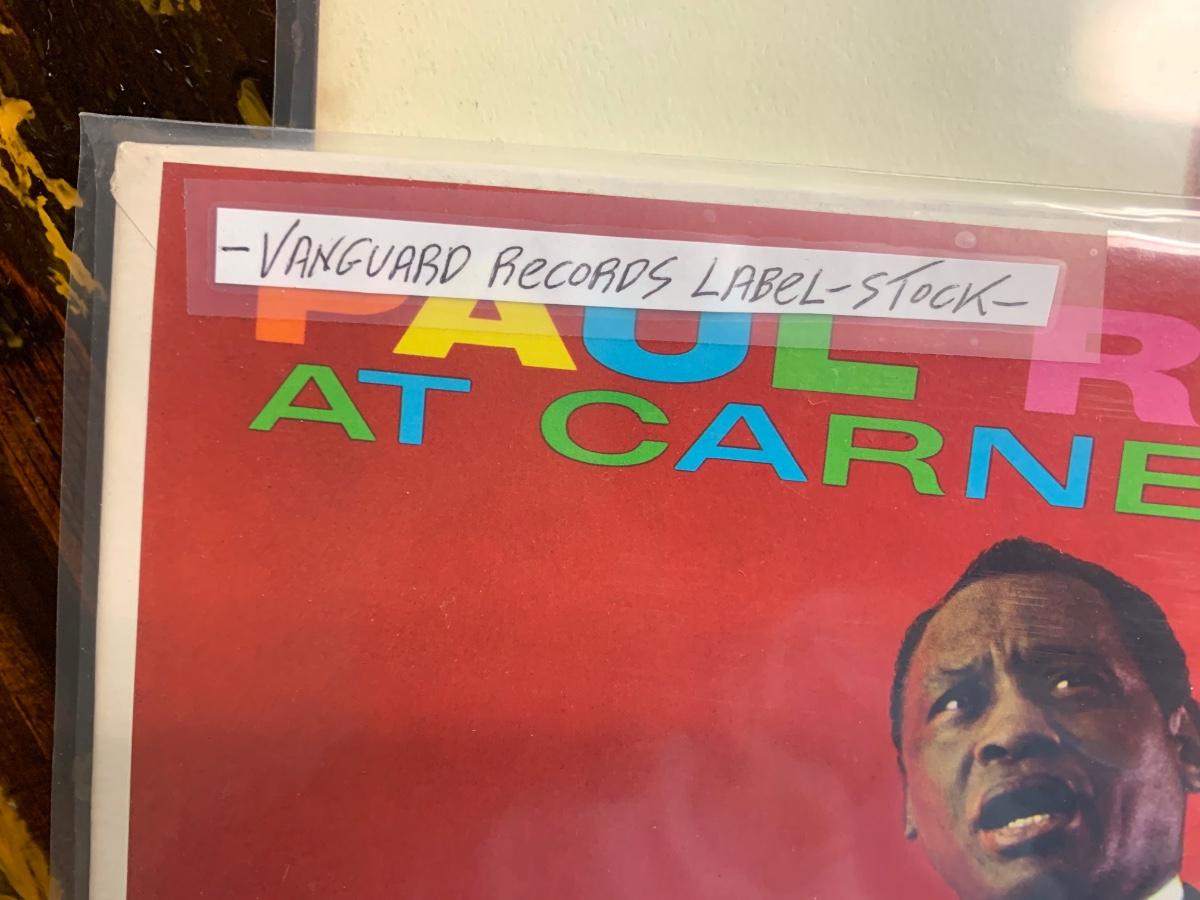 -VANGUARD RECORDS LABEL-STOCK-
PAUL R
AT CARNE